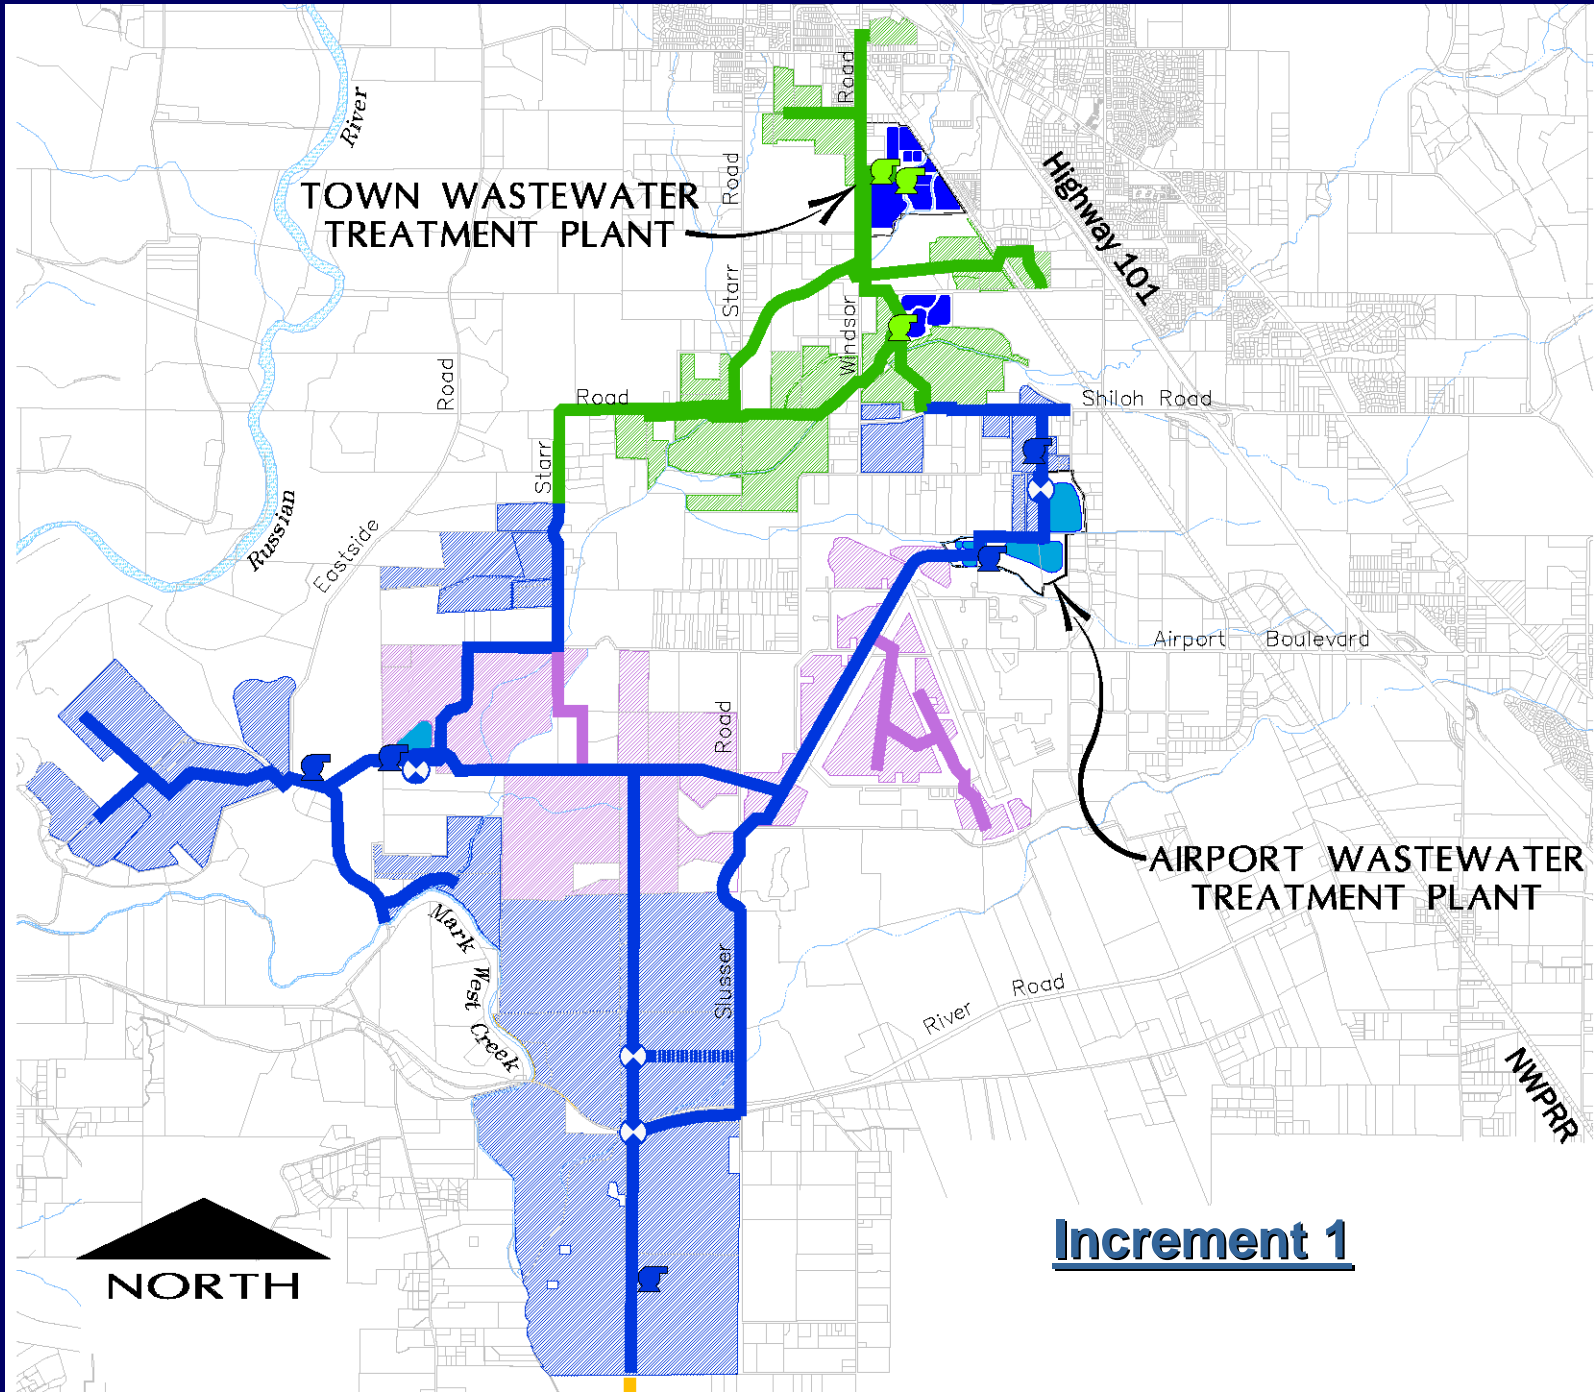 Road
River
Highway 101
TOWN WASTEWATER
TREATMENT PLANT
Road
Starr
Windsor
Road
Road
Shiloh Road
Starr
Russian
Eastside
Airport Boulevard
Road
AIRPORT WASTEWATER
TREATMENT PLANT
Mark West Creek
Slusser
River Road
NWPRR
Increment 1
NORTH